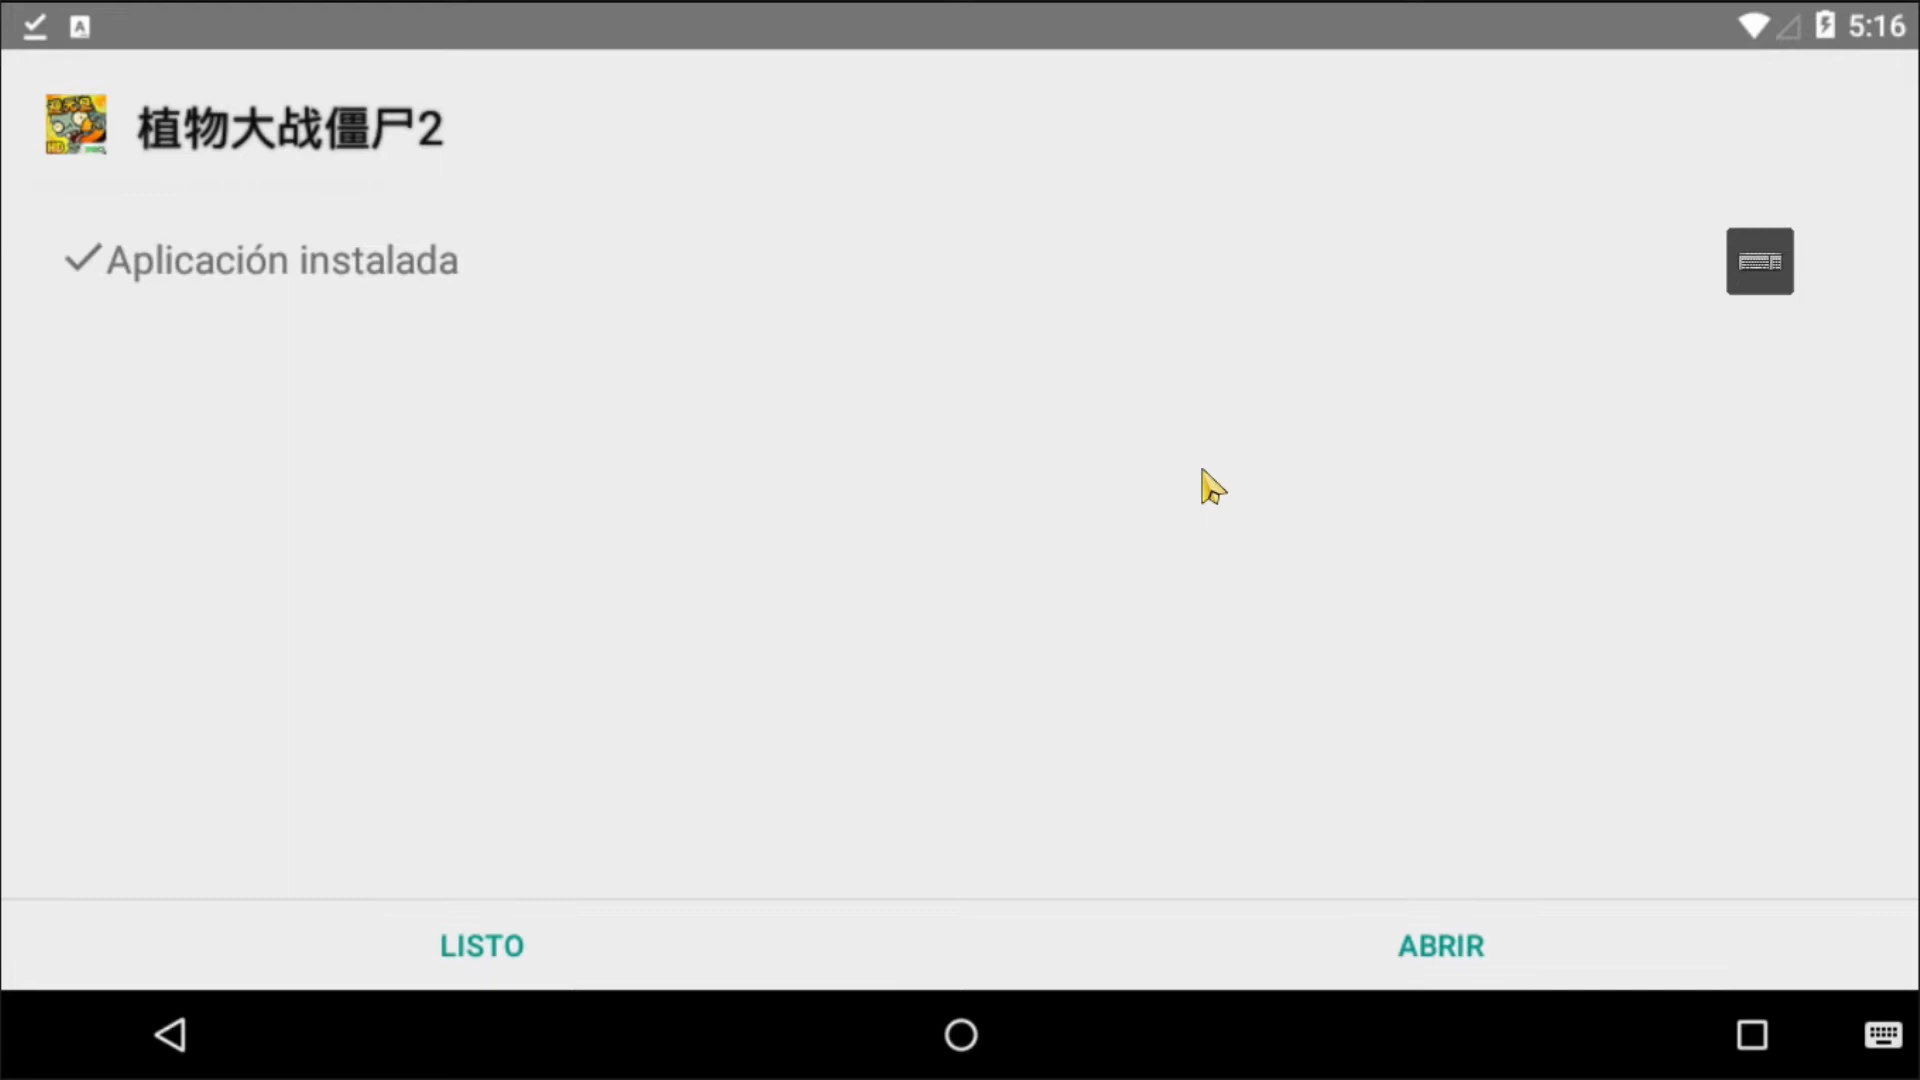 5:16
植物大战僵尸2
Aplicación instalada
LISTO
ABRIR